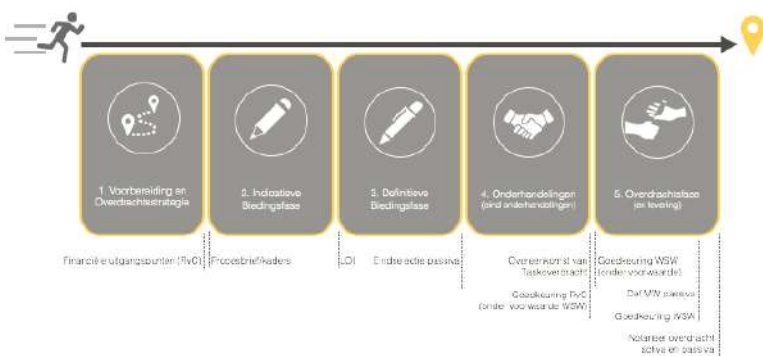 1. Voorbereiding en
Overdrachtsstrategie
2. Indicatieve
Biedingsfase
3. Definitieve
Biedingsfase
4. Onderhandelingen
(eind onderhandelingen)
5. Overdrachtsfase
(en levering)
Financiële uitgangspunten (RvC)
Procesbrief/kaders
LOI
Eindselectie passiva
Overeenkomst van
Taakoverdracht
Goedkeuring RvC
(onder voorwaarde WSW)
Goedkeuring WSW
(onder voorwaarde)
Def MW passiva
Goedkeuring WSW
Notarieel overdracht
activa en passiva